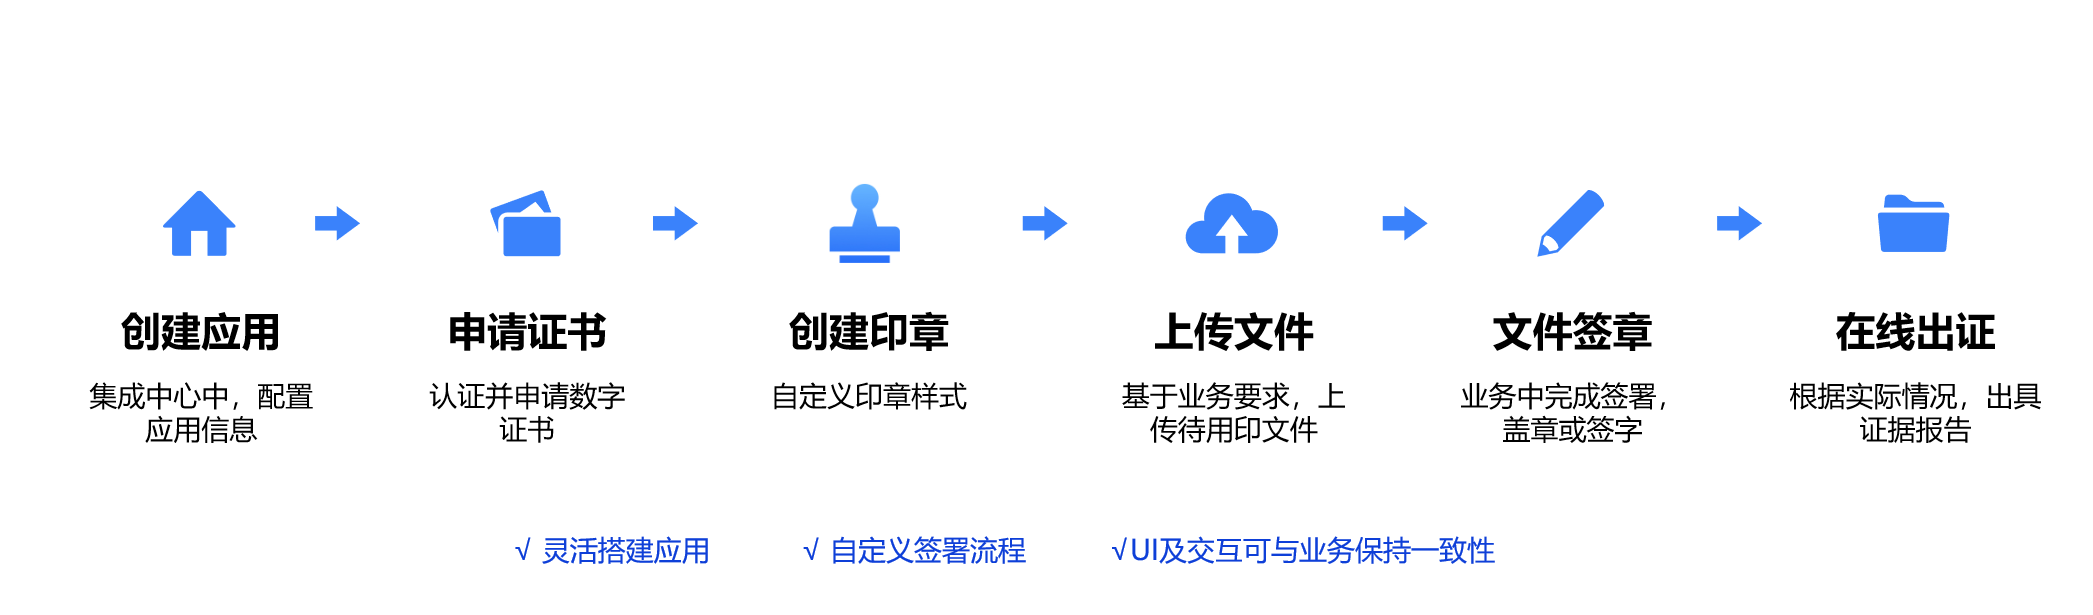 创建应用
集成中心中，配置
应用信息
申请证书
认证并申请数字
证书
创建印章
自定义印章样式
上传文件
基于业务要求，上
传待用印文件
文件签章
业务中完成签署，
盖章或签字
在线出证
根据实际情况，出具
证据报告
√ 灵活搭建应用
√ 自定义签署流程
√UI及交互可与业务保持一致性